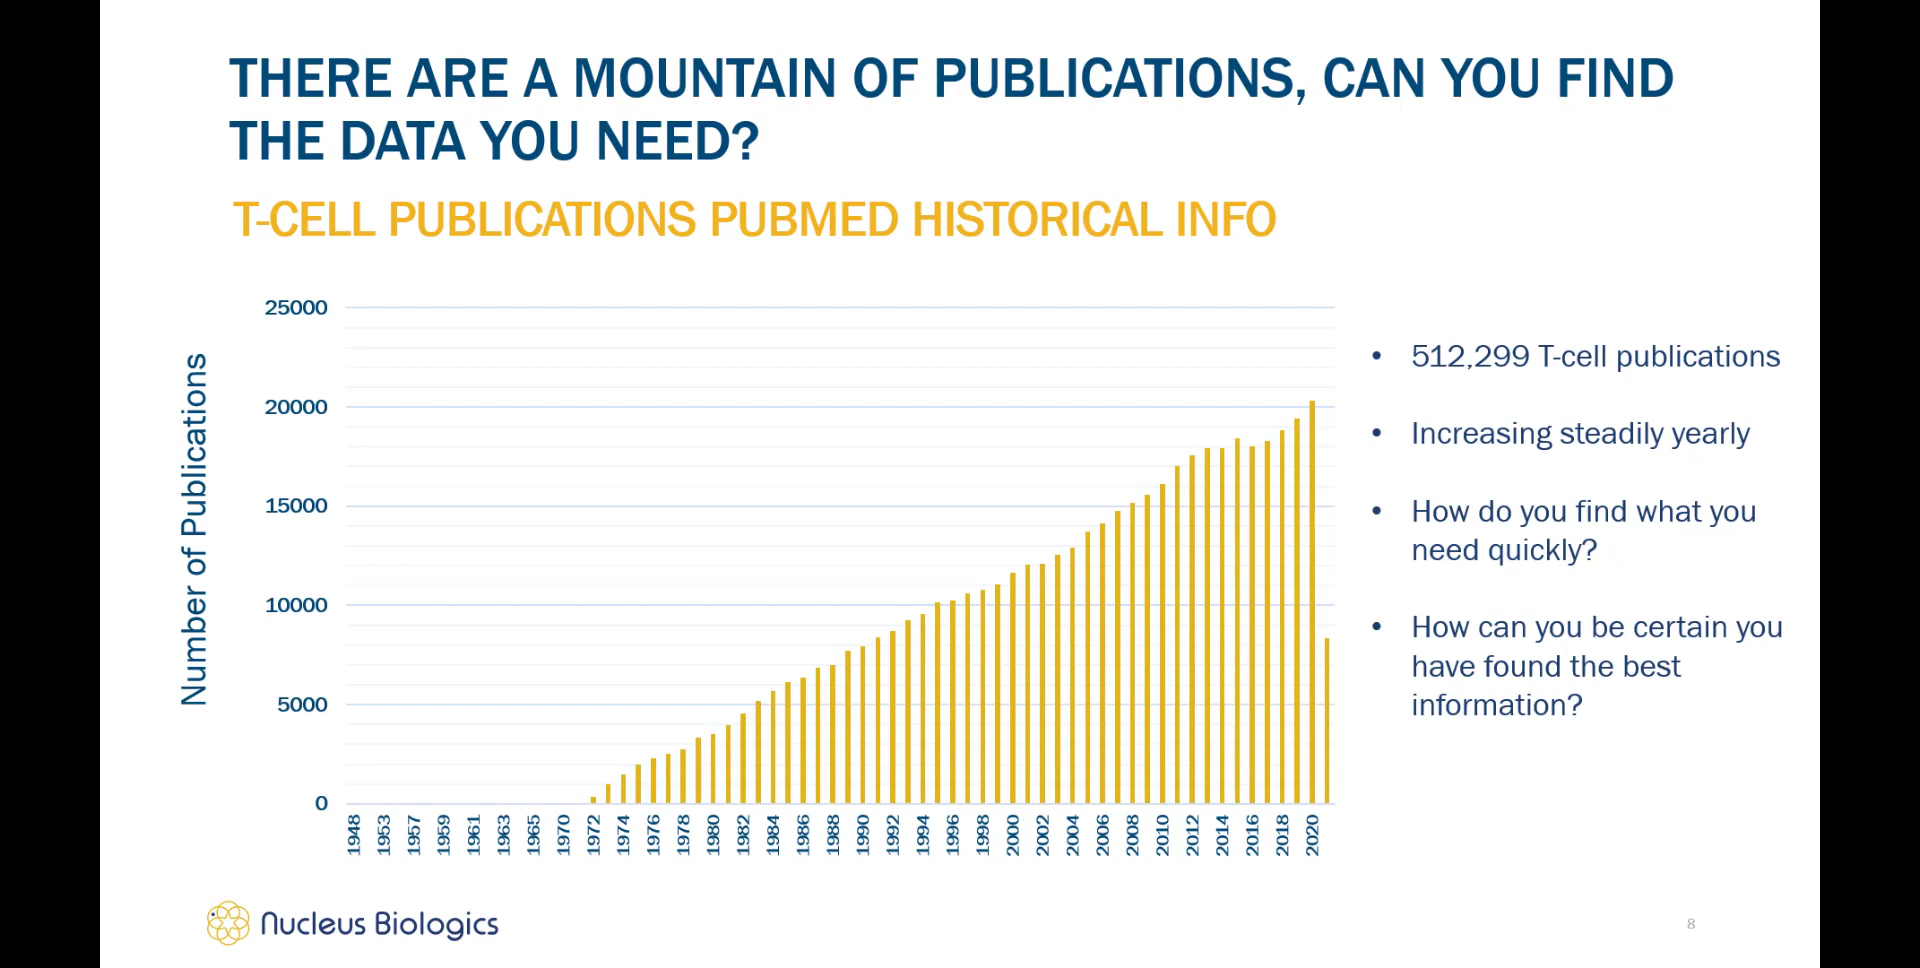 THERE ARE A MOUNTAIN OF PUBLICATIONS, CAN YOU FIND
THE DATA YOU NEED?
T-CELL PUBLICATIONS PUBMED HISTORICAL INFO
Number of Publications
25000
20000
15000
10000
5000
0
1948 1953 1957 1959 1961 1963 1965 1970 1972 1974 1976 1978 1980 1982 1984 1986 1988 1990 1992 1994 1996 1998 2000 2002 2004 2006 2008 2010 2012 2014 2016 2018 2020
• 512,299 T-cell publications
• Increasing steadily yearly
• How do you find what you
need quickly?
• How can you be certain you
have found the best
information?
Nucleus Biologics
8